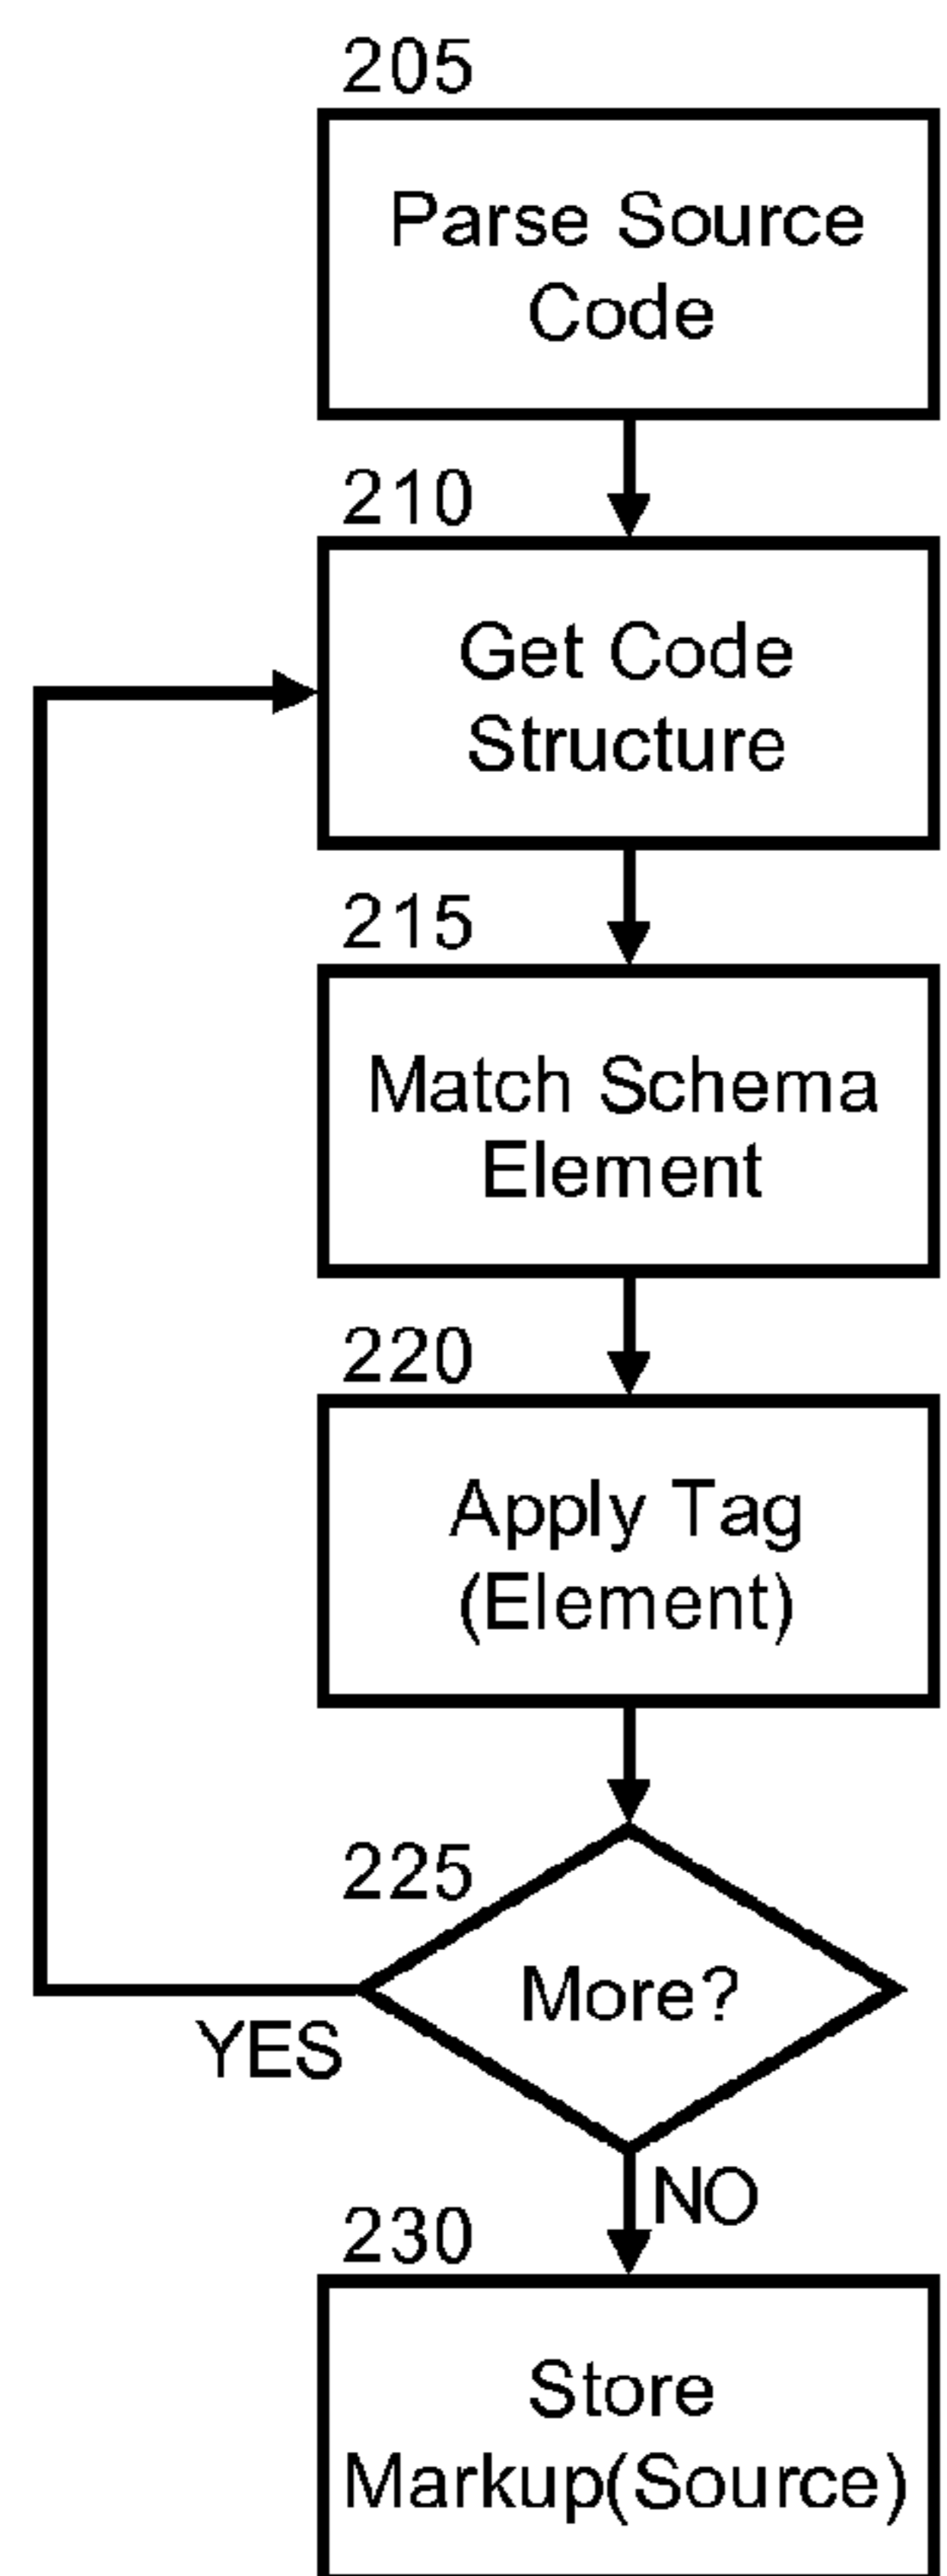 205
Parse Source
Code
210
Get Code
Structure
215
Match Schema
Element
220
Apply Tag
(Element)
225
More?
YES
NO
230
Store
Markup(Source)